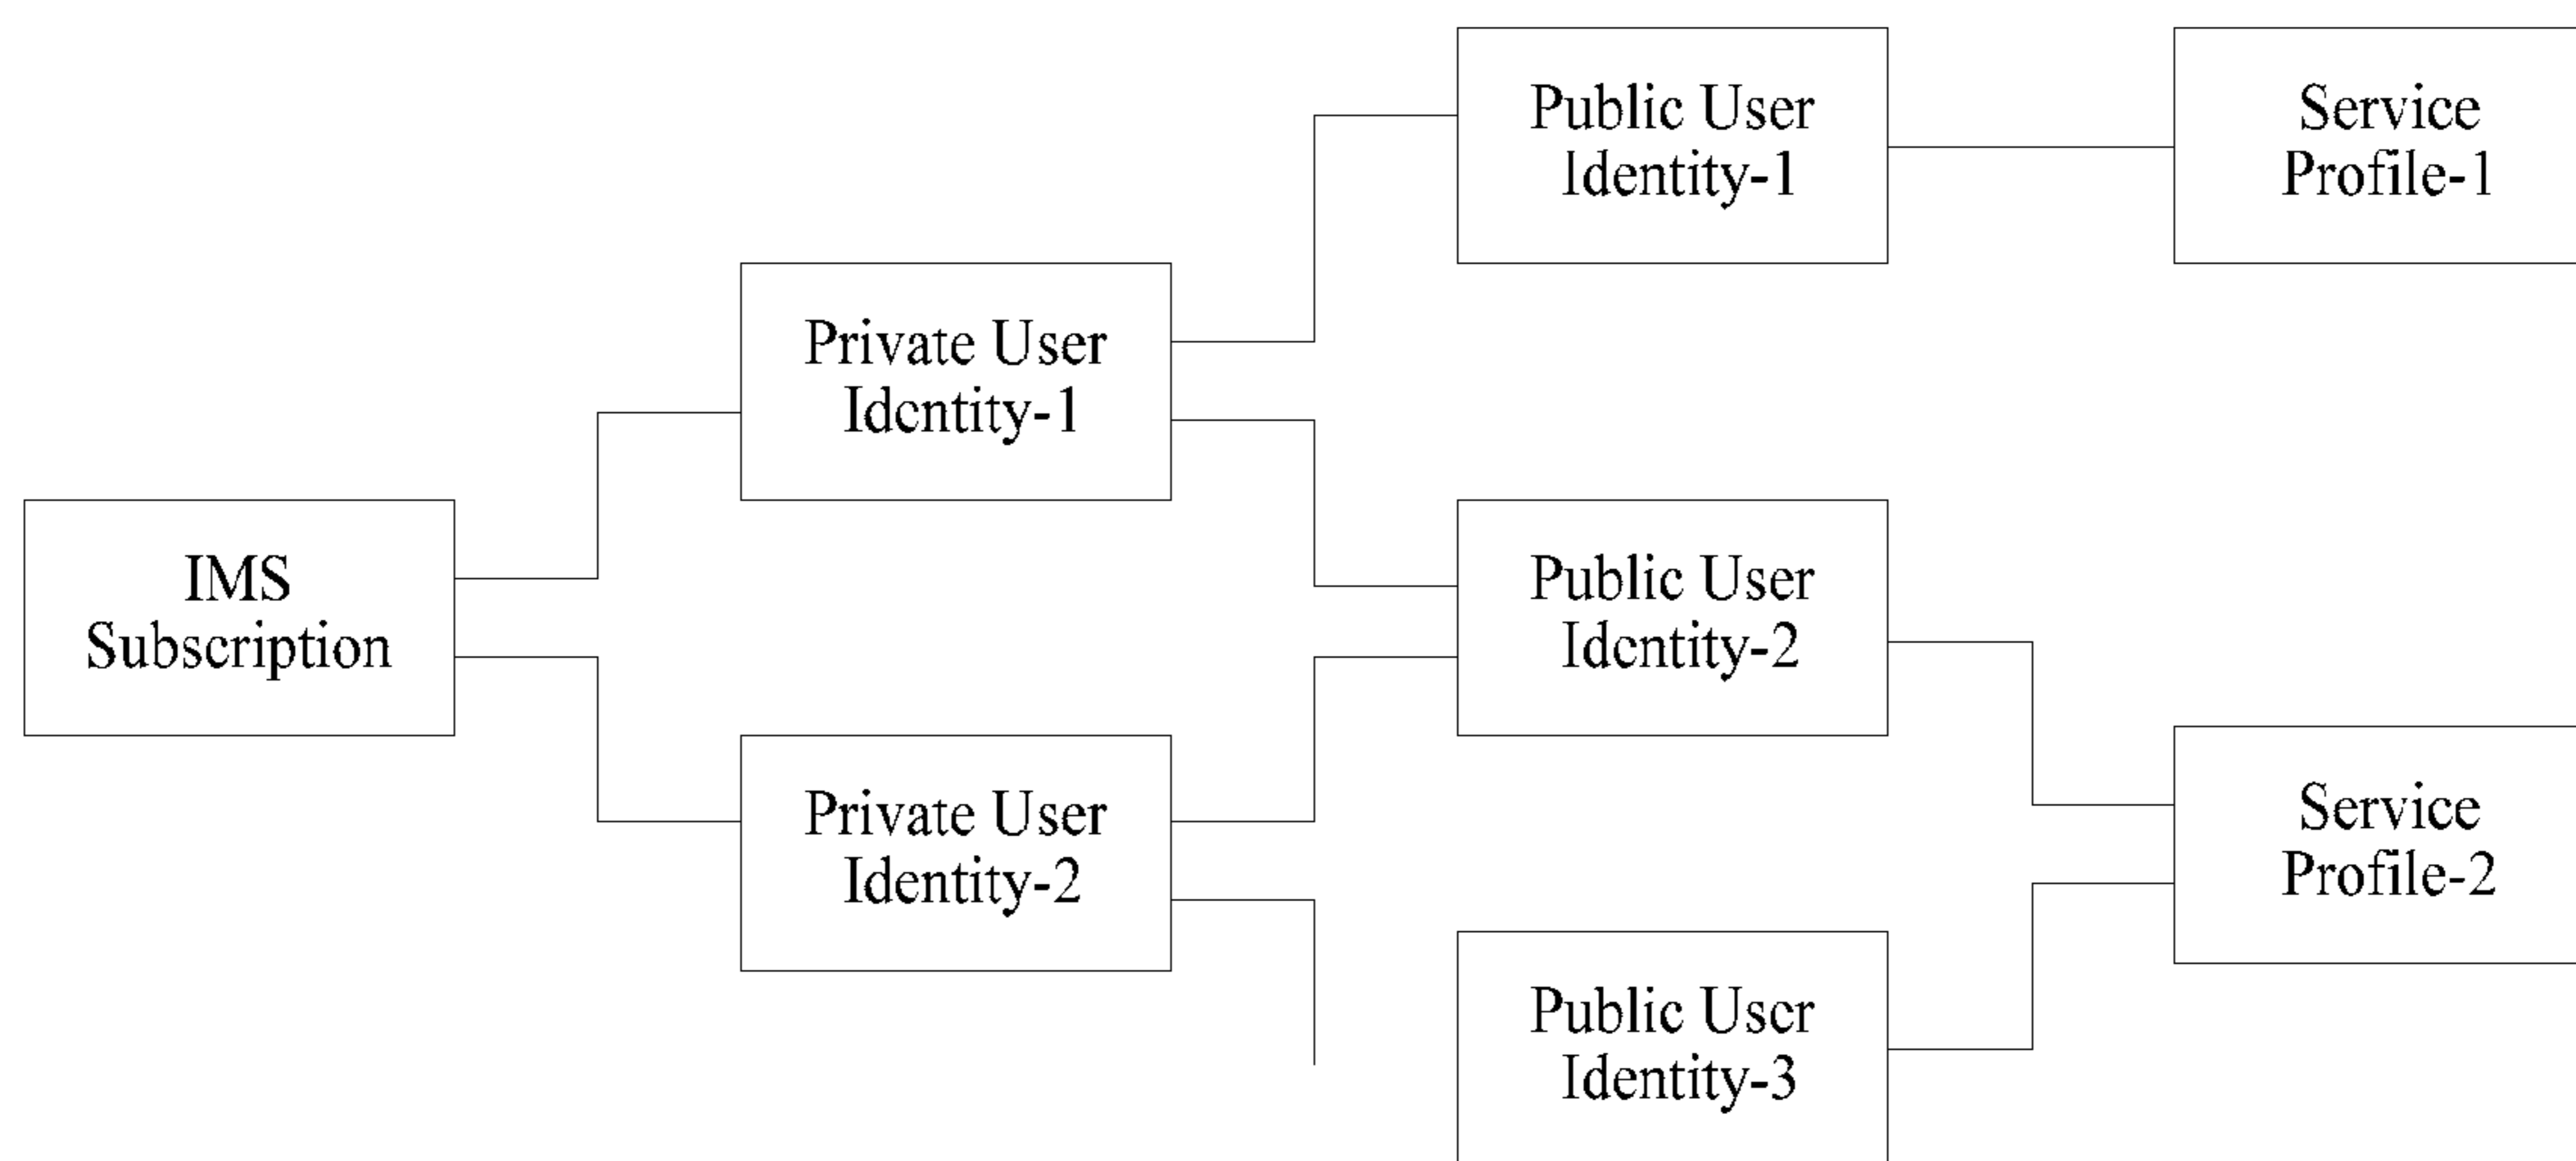 Public User
Identity-1
Service
Profile-1
Private User
Identity-1
IMS
Subscription
Public User
Identity-2
Private User
Identity-2
Service
Profile-2
Public User
Identity-3